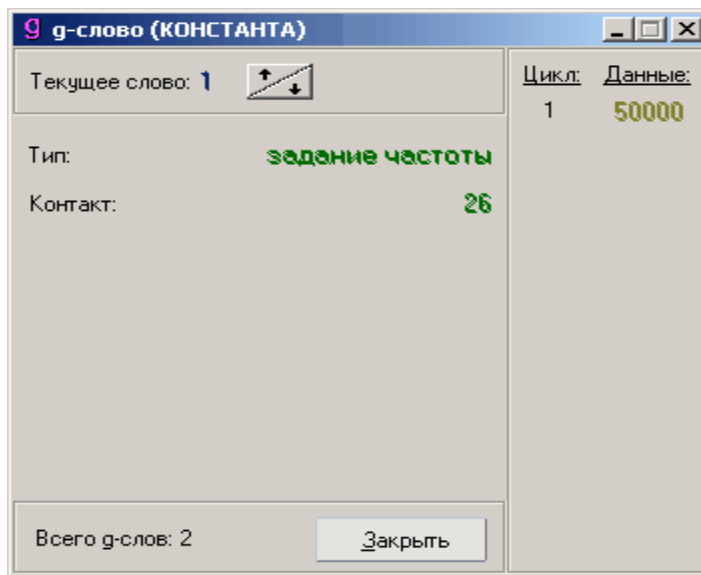 g g-слово (КОНСТАНТА)
Текущее слово: 1
Цикл: Данные:
1 50000
Тип: задание частоты
Контакт: 26
Всего g-слов: 2
Закрыть